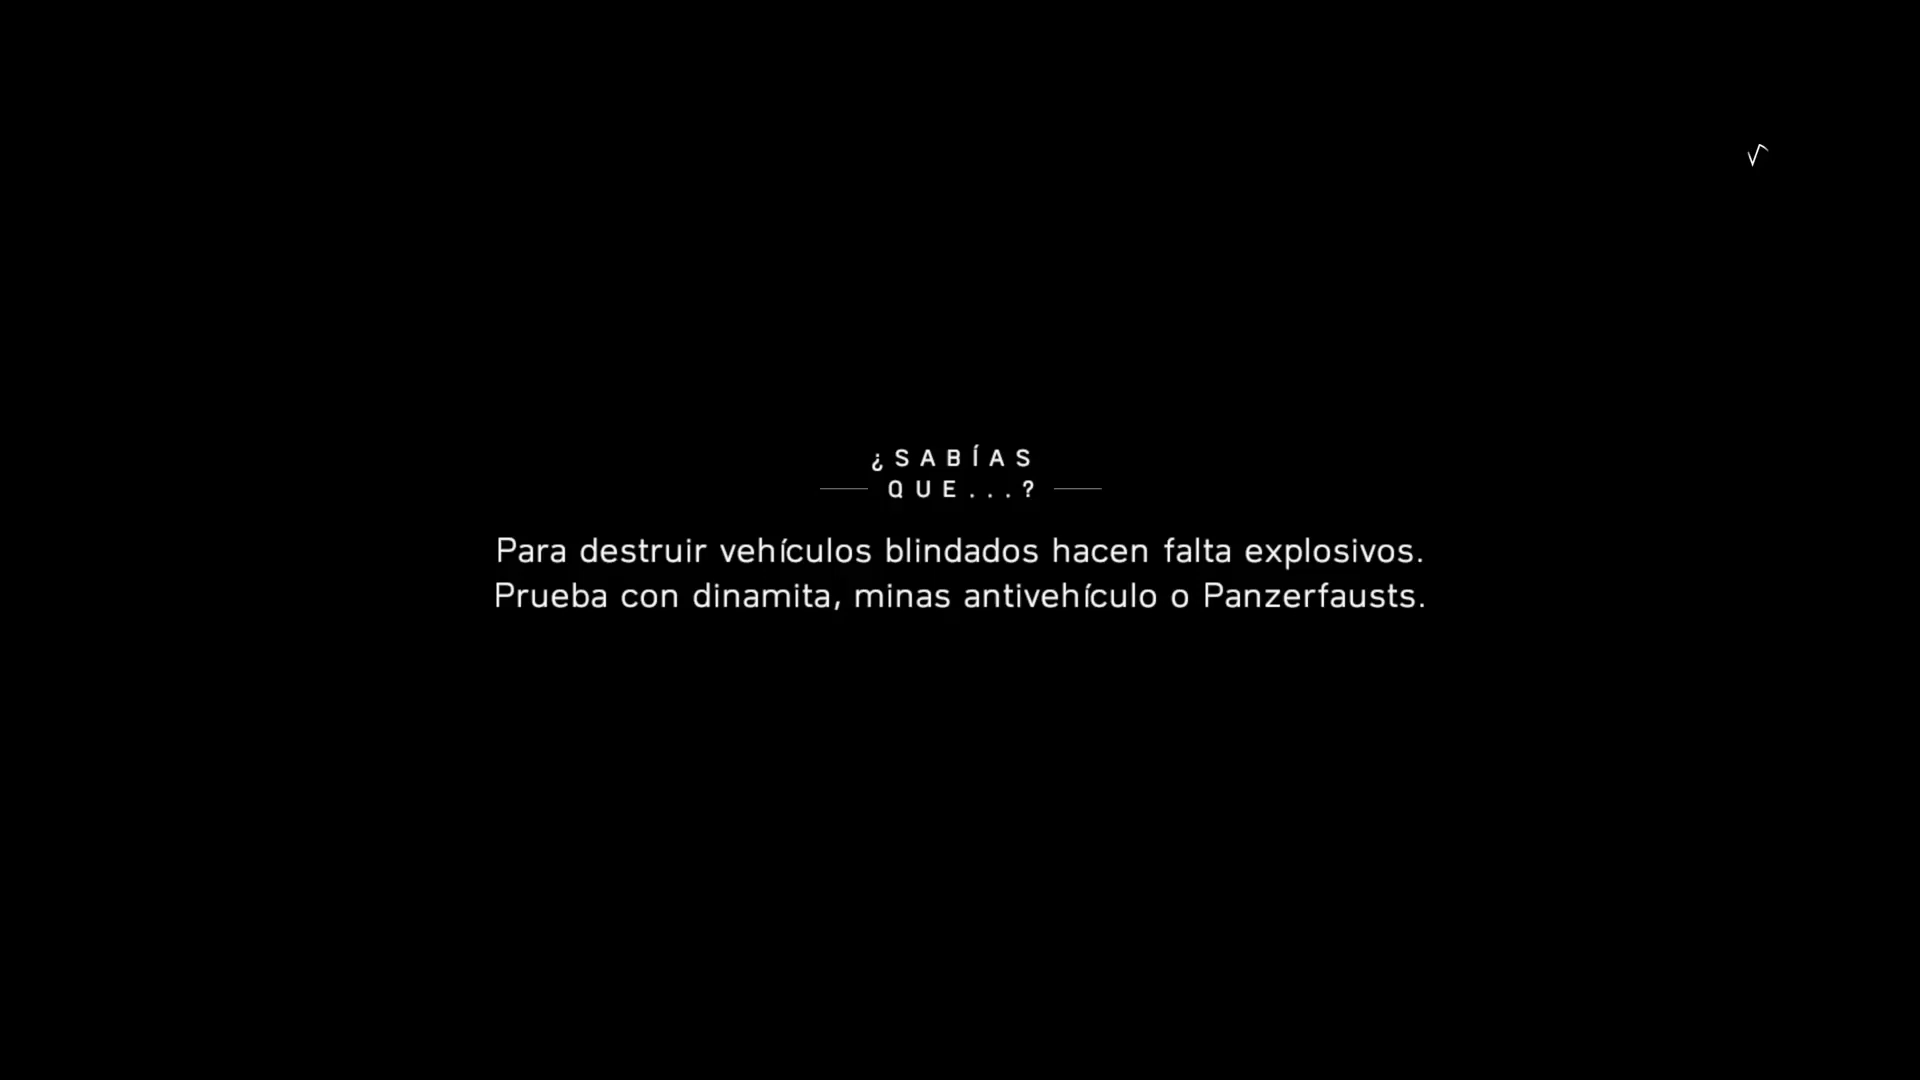 ¿SABÍAS
QUE...?
Para destruir vehículos blindados hacen falta explosivos.
Prueba con dinamita, minas antivehículo o Panzerfausts.